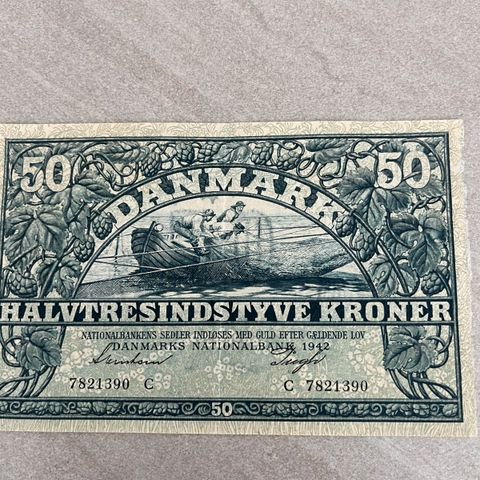 50 50
DANMARK
HALVTRESINDSTYVE KRONER
NATIONALBANKENS SEDLER INDLØSES MED GULD EFTER GÆLDENDE LOV
DANMARKS NATIONALBANK 1942
7821390 C C 7821390
50